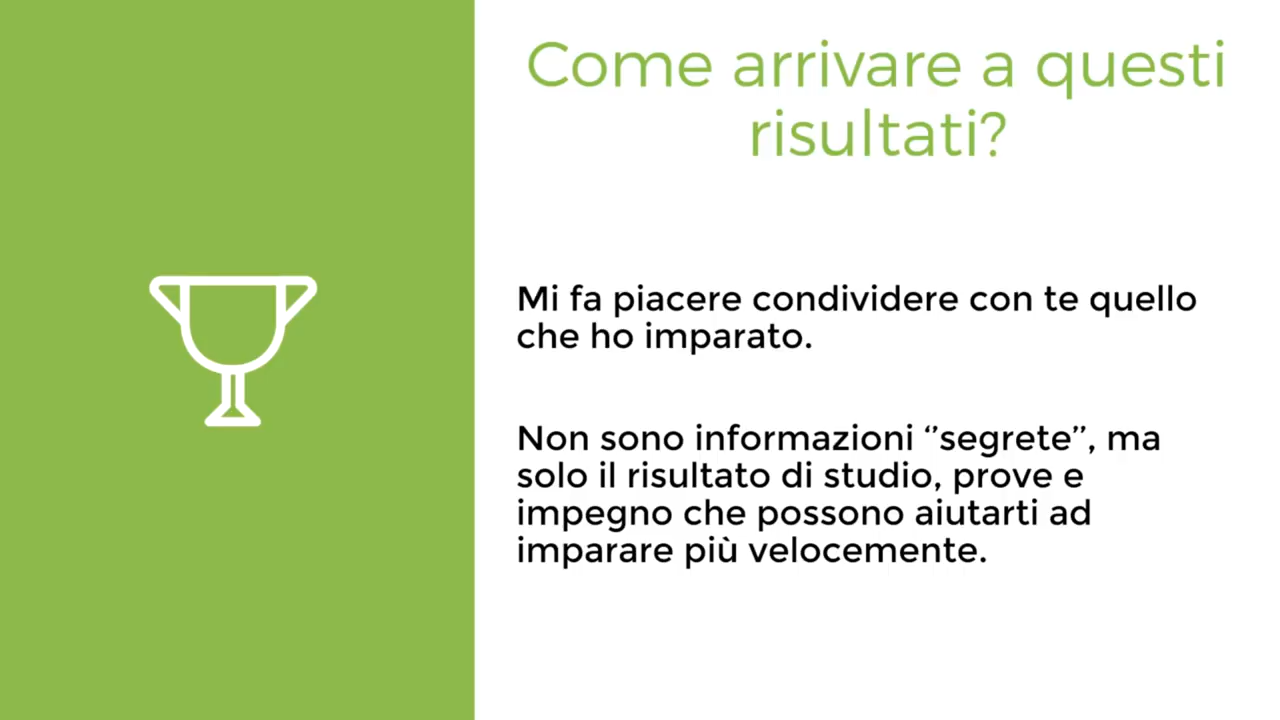 Come arrivare a questi
risultati?
Mi fa piacere condividere con te quello
che ho imparato.
Non sono informazioni ‘’segrete’’, ma
solo il risultato di studio, prove e
impegno che possono aiutarti ad
imparare più velocemente.